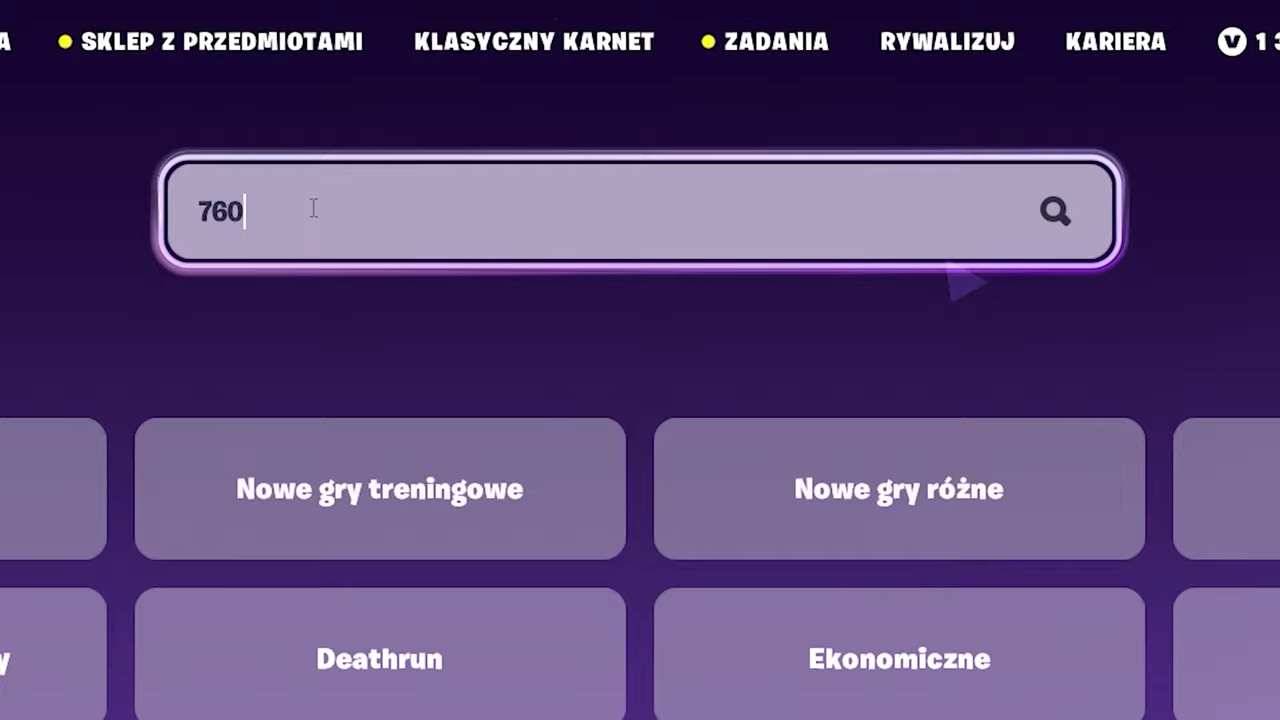 SKLEP Z PRZEDMIOTAMI KLASYCZNY KARNET ZADANIA RYWALIZUJ KARIERA
760
Nowe gry treningowe Nowe gry różne
Deathrun Ekonomiczne